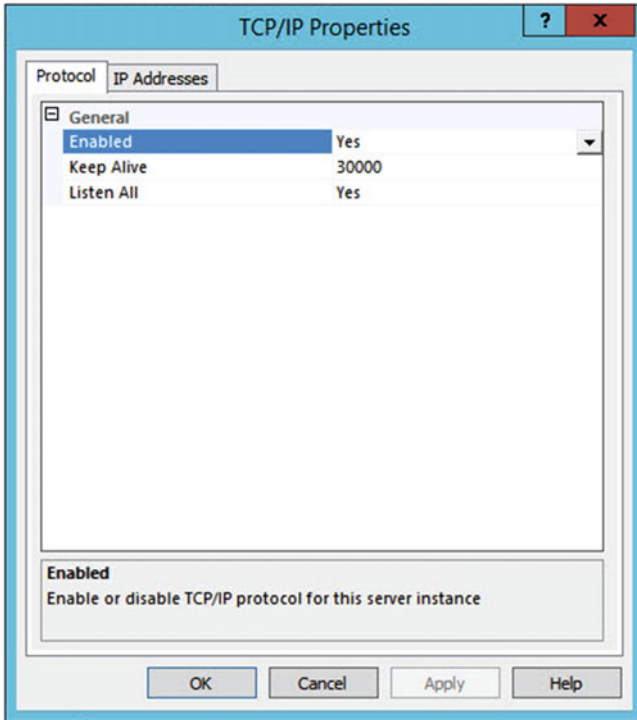 TCP/IP Properties
? x
Protocol IP Addresses
General
Enabled Yes
Keep Alive 30000
Listen All Yes
Enabled
Enable or disable TCP/IP protocol for this server instance
OK Cancel Apply Help